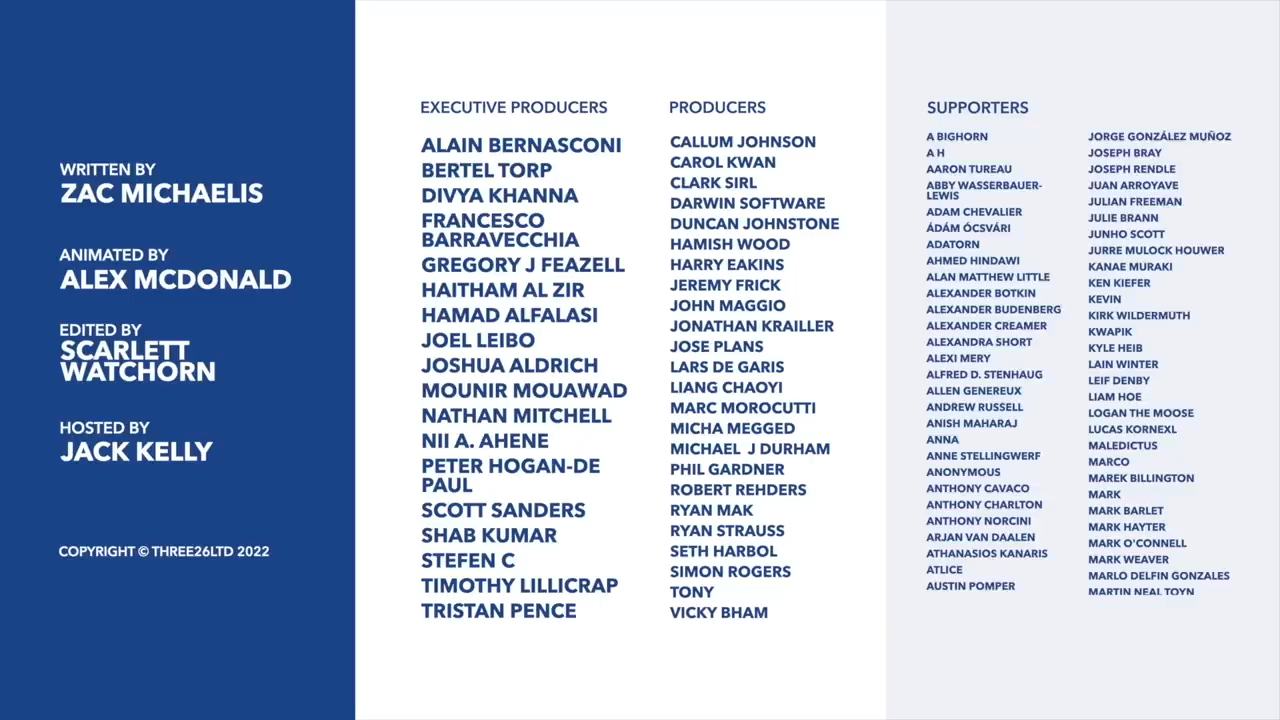 WRITTEN BY
ZAC MICHAELIS
ANIMATED BY
ALEX MCDONALD
EDITED BY
SCARLETT
WATCHORN
HOSTED BY
JACK KELLY
COPYRIGHT © THREE26LTD 2022
EXECUTIVE PRODUCERS
ALAIN BERNASCONI
BERTEL TORP
DIVYA KHANNA
FRANCESCO
BARRAVECCHIA
GREGORY J FEAZELL
HAITHAM AL ZIR
HAMAD ALFALASI
JOEL LEIBO
JOSHUA ALDRICH
MOUNIR MOUAWAD
NATHAN MITCHELL
NII A. AHENE
PETER HOGAN-DE
PAUL
SCOTT SANDERS
SHAB KUMAR
STEFEN C
TIMOTHY LILLICRAP
TRISTAN PENCE
PRODUCERS
CALLUM JOHNSON
CAROL KWAN
CLARK SIRL
DARWIN SOFTWARE
DUNCAN JOHNSTONE
HAMISH WOOD
HARRY EAKINS
JEREMY FRICK
JOHN MAGGIO
JONATHAN KRAILLER
JOSE PLANS
LARS DE GARIS
LIANG CHAOYI
MARC MOROCUTTI
MICHA MEGGED
MICHAEL  J DURHAM
PHIL GARDNER
ROBERT REHDERS
RYAN MAK
RYAN STRAUSS
SETH HARBOL
SIMON ROGERS
TONY
VICKY BHAM
SUPPORTERS
A BIGHORN
A H
AARON TUREAU
ABBY WASSERBAUER-
LEWIS
ADAM CHEVALIER
ÁDÁM ÓCSVÁRI
ADATORN
AHMED HINDAWI
ALAN MATTHEW LITTLE
ALEXANDER BOTKIN
ALEXANDER BUDENBERG
ALEXANDER CREAMER
ALEXANDRA SHORT
ALEXI MERY
ALFRED D. STENHAUG
ALLEN GENEREUX
ANDREW RUSSELL
ANISH MAHARAJ
ANNA
ANNE STELLINGWERF
ANONYMOUS
ANTHONY CAVACO
ANTHONY CHARLTON
ANTHONY NORCINI
ARJAN VAN DAALEN
ATHANASIOS KANARIS
ATLICE
AUSTIN POMPER
JORGE GONZÁLEZ MUÑOZ
JOSEPH BRAY
JOSEPH RENDLE
JUAN ARROYAVE
JULIAN FREEMAN
JULIE BRANN
JUNHO SCOTT
JURRE MULOCK HOUWER
KANAE MURAKI
KEN KIEFER
KEVIN
KIRK WILDERMUTH
KWAPIK
KYLE HEIB
LAIN WINTER
LEIF DENBY
LIAM HOE
LOGAN THE MOOSE
LUCAS KORNEXL
MALEDICTUS
MARCO
MAREK BILLINGTON
MARK
MARK BARLET
MARK HAYTER
MARK O'CONNELL
MARK WEAVER
MARLO DELFIN GONZALES
MARTIN NEAL TOYN